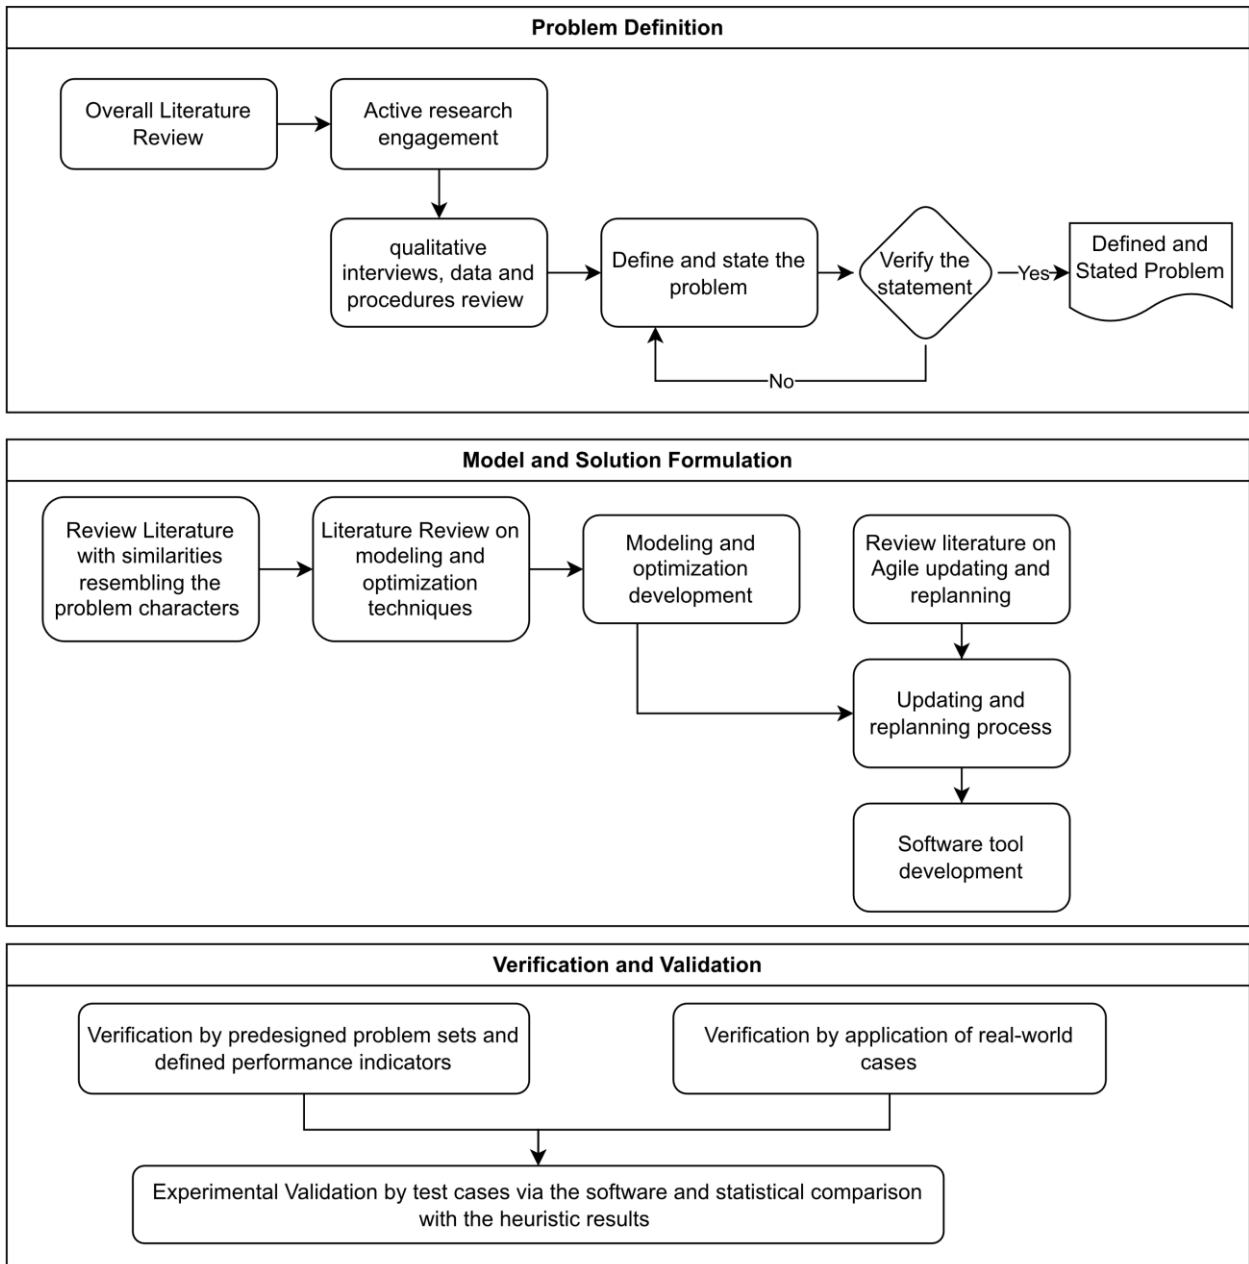 Problem Definition
Overall Literature
Review
Active research
engagement
qualitative
interviews, data and
procedures review
Define and state the
problem
Verify the
statement
Yes
Defined and
Stated Problem
No
Model and Solution Formulation
Review Literature
with similarities
resembling the
problem characters
Literature Review on
modeling and
optimization
techniques
Modeling and
optimization
development
Review literature on
Agile updating and
replanning
Updating and
replanning process
Software tool
development
Verification and Validation
Verification by predesigned problem sets and
defined performance indicators
Verification by application of real-world
cases
Experimental Validation by test cases via the software and statistical comparison
with the heuristic results